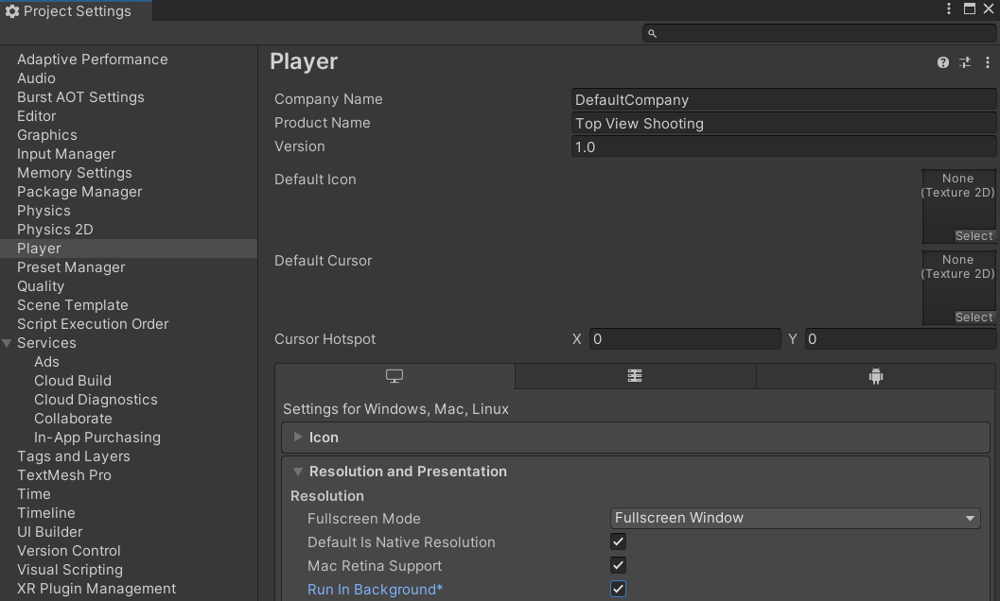 Project Settings
Adaptive Performance
Audio
Burst AOT Settings
Editor
Graphics
Input Manager
Memory Settings
Package Manager
Physics
Physics 2D
Player
Preset Manager
Quality
Scene Template
Script Execution Order
Services
Ads
Cloud Build
Cloud Diagnostics
Collaborate
In-App Purchasing
Tags and Layers
TextMesh Pro
Time
Timeline
UI Builder
Version Control
Visual Scripting
XR Plugin Management
Player
Company Name DefaultCompany
Product Name Top View Shooting
Version 1.0
Default Icon
None
(Texture 2D)
Select
Default Cursor
None
(Texture 2D)
Select
Cursor Hotspot X 0 Y 0
Settings for Windows, Mac, Linux
Icon
Resolution and Presentation
Resolution
Fullscreen Mode Fullscreen Window
Default Is Native Resolution
Mac Retina Support
Run In Background*